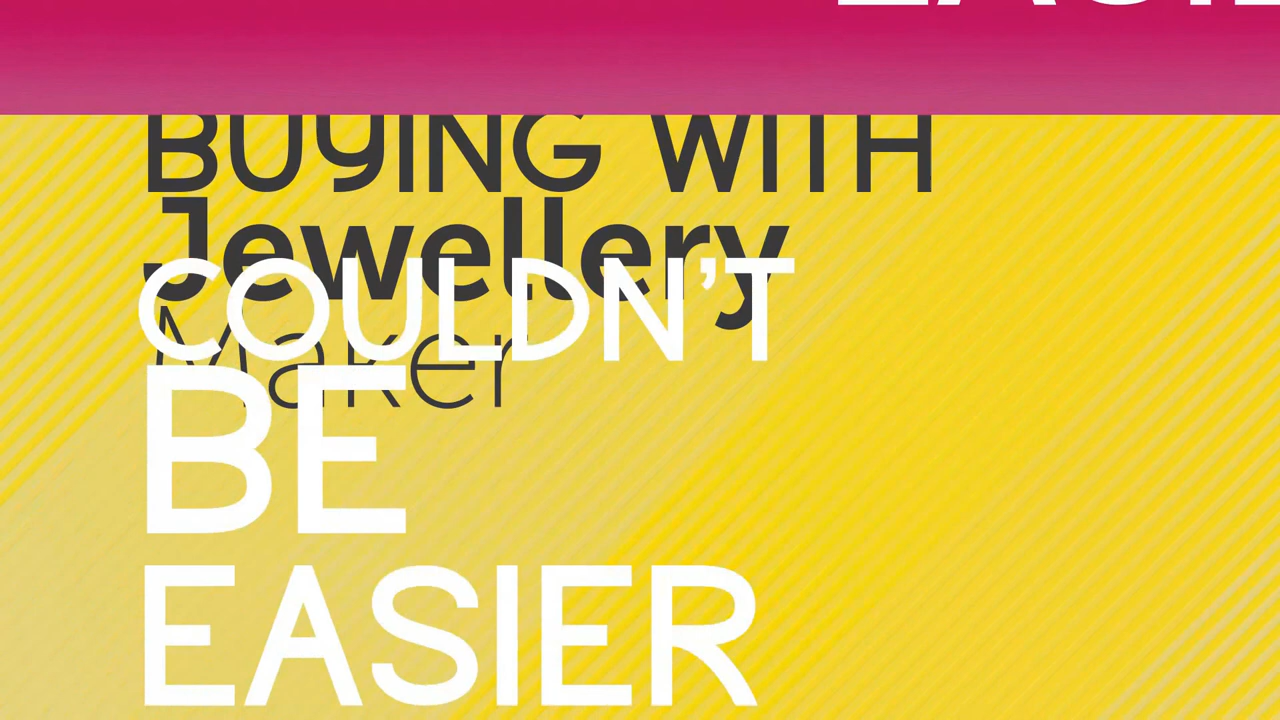 BUYING WITH
Jewellery
COULDN'T
Maker
BE
EASIER